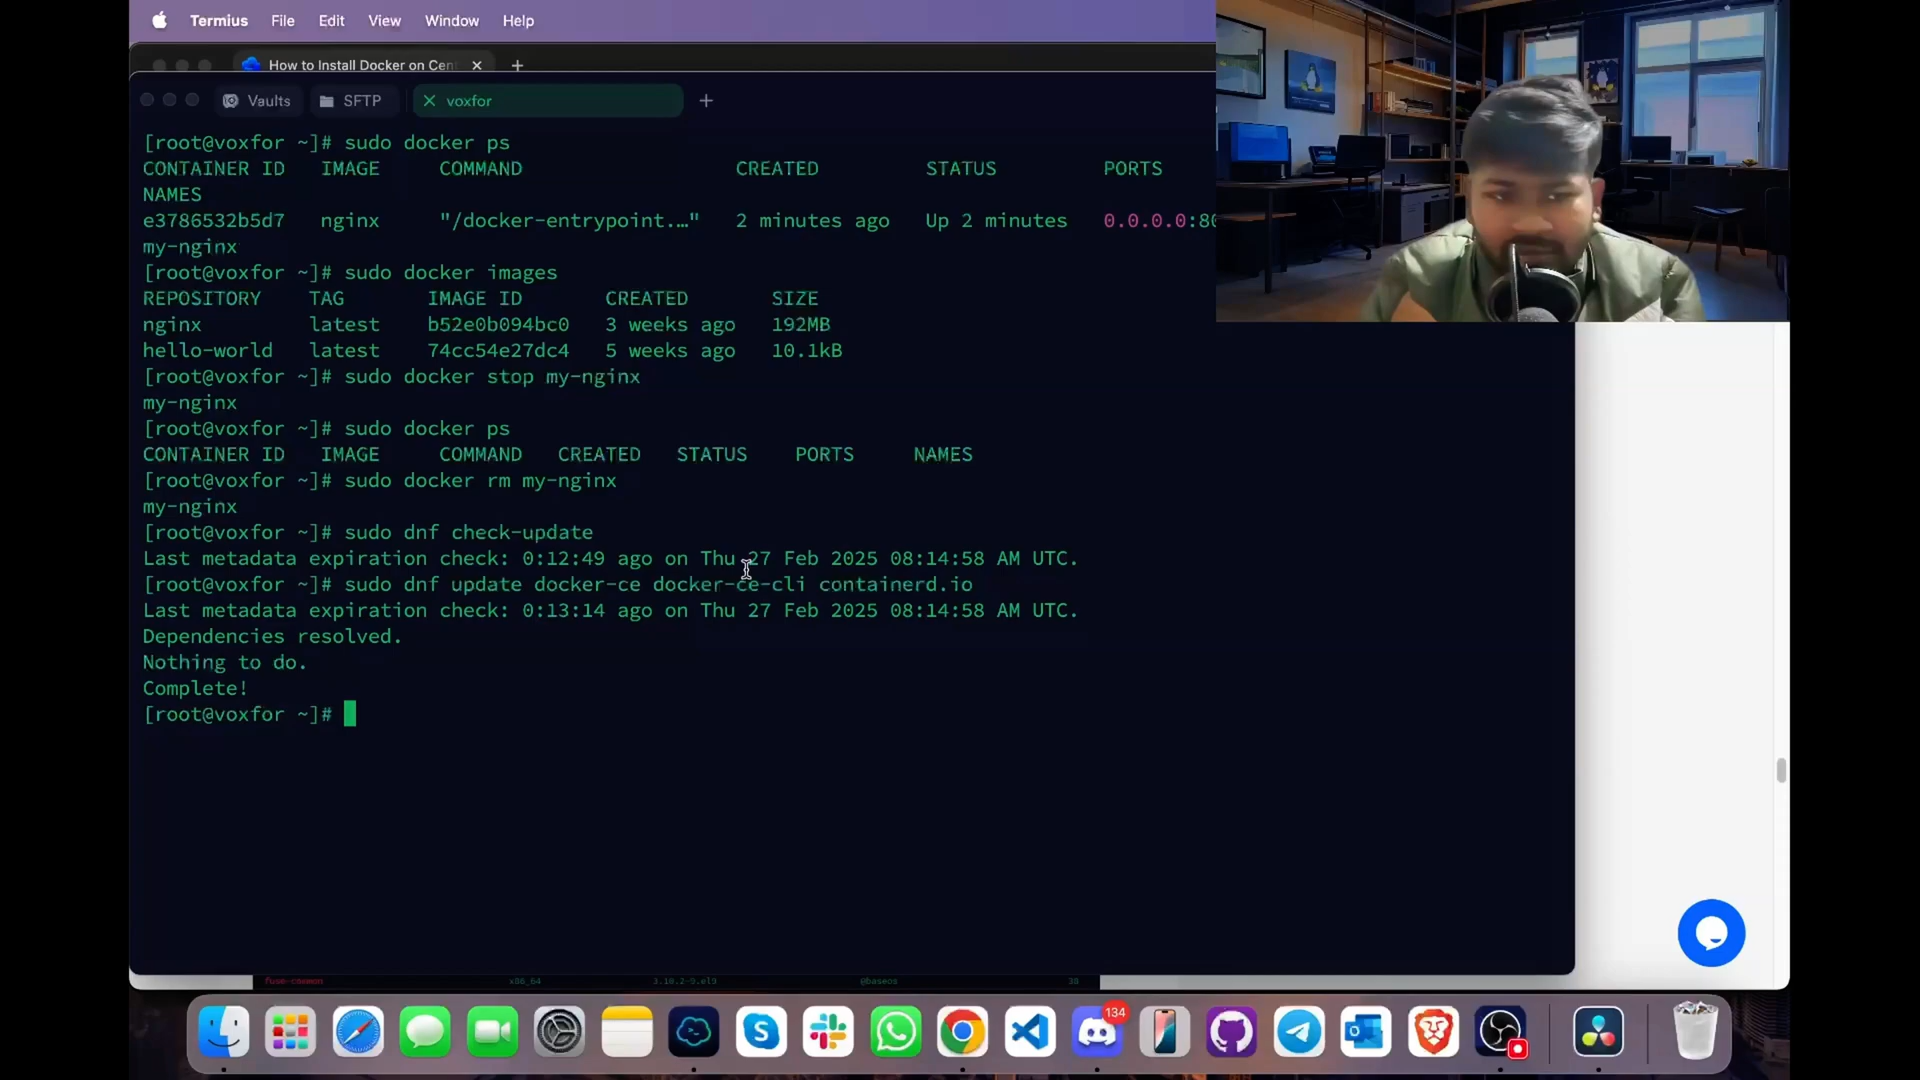 Termius File Edit View Window Help
How to Install Docker on Cen
Vaults SFTP voxfor
[root@voxfor ~]# sudo docker ps
CONTAINER ID IMAGE COMMAND CREATED STATUS PORTS
NAMES
e3786532b5d7 nginx "/docker-entrypoint.…" 2 minutes ago Up 2 minutes 0.0.0.0:80
my-nginx
[root@voxfor ~]# sudo docker images
REPOSITORY TAG IMAGE ID CREATED SIZE
nginx latest b52e0b094bc0 3 weeks ago 192MB
hello-world latest 74cc54e27dc4 5 weeks ago 10.1kB
[root@voxfor ~]# sudo docker stop my-nginx
my-nginx
[root@voxfor ~]# sudo docker ps
CONTAINER ID IMAGE COMMAND CREATED STATUS PORTS NAMES
[root@voxfor ~]# sudo docker rm my-nginx
my-nginx
[root@voxfor ~]# sudo dnf check-update
Last metadata expiration check: 0:12:49 ago on Thu 27 Feb 2025 08:14:58 AM UTC.
[root@voxfor ~]# sudo dnf update docker-ce docker-ce-cli containerd.io
Last metadata expiration check: 0:13:14 ago on Thu 27 Feb 2025 08:14:58 AM UTC.
Dependencies resolved.
Nothing to do.
Complete!
[root@voxfor ~]#
x86_64 @baseos 38
134